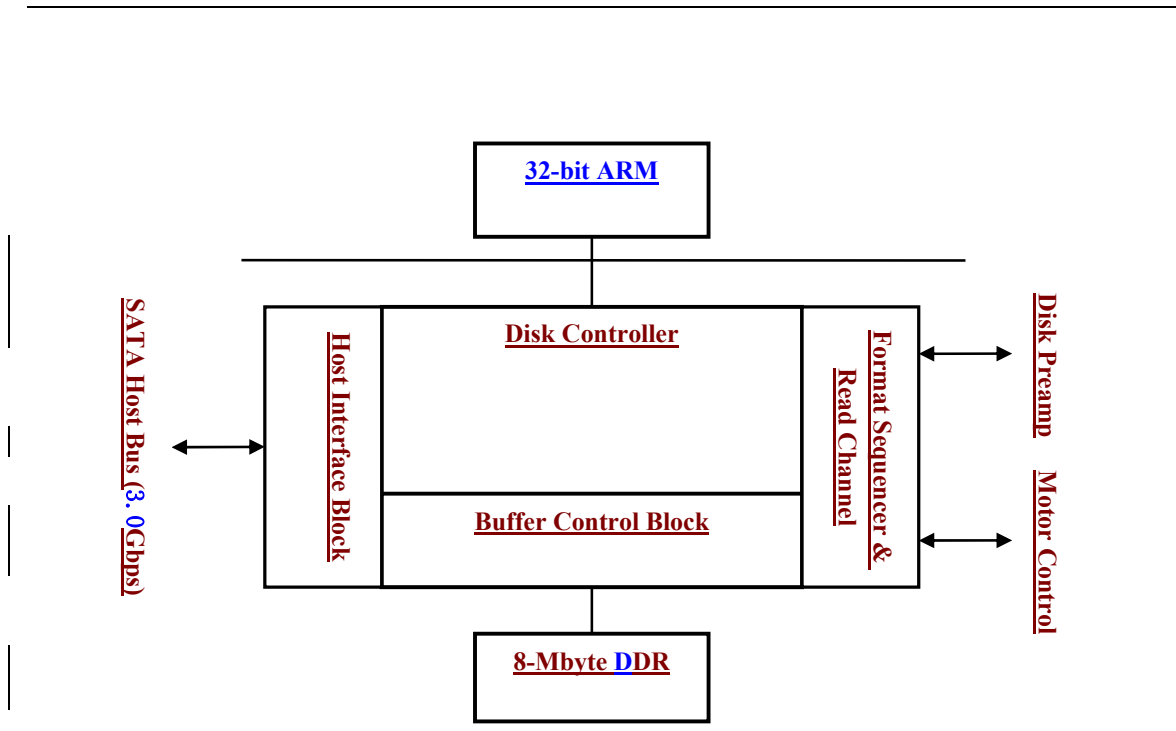 32-bit ARM
SATA Host Bus (3.0Gbps)
Host Interface Block
Disk Controller
Buffer Control Block
Format Sequencer &
Read Channel
Disk Preamp
Motor Control
8-Mbyte DDR